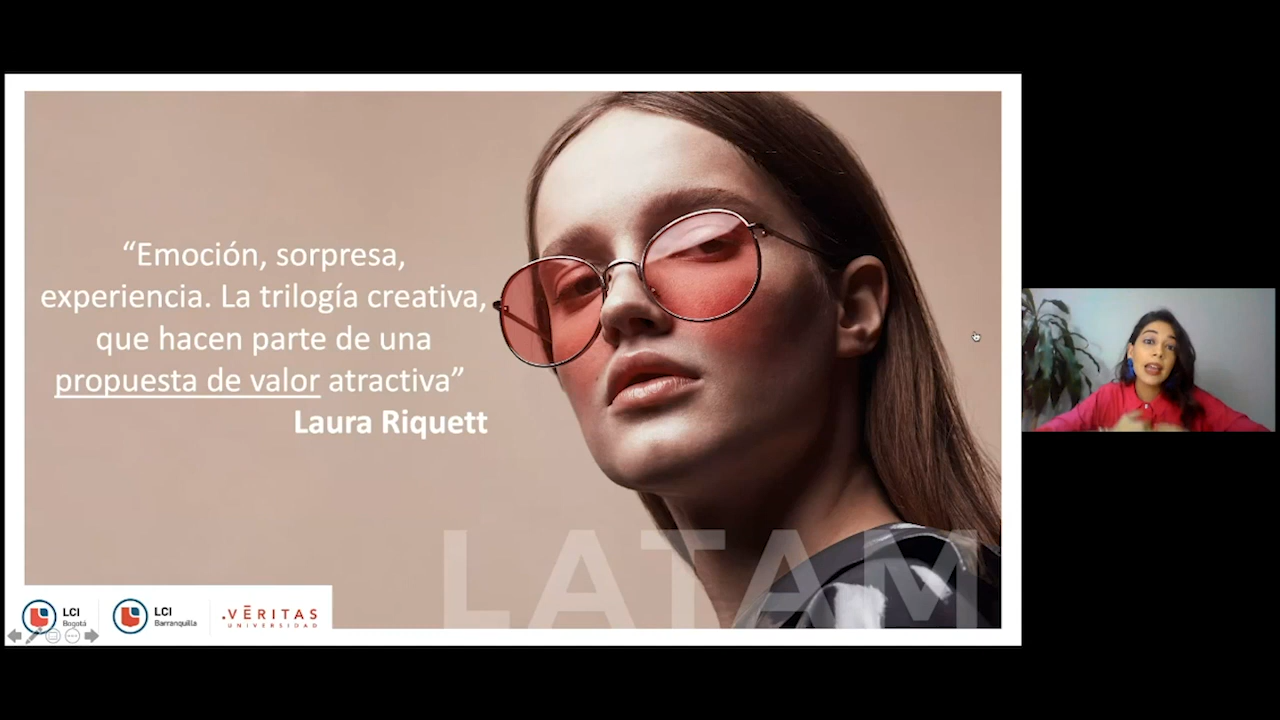 “Emoción, sorpresa,
experiencia. La trilogía creativa,
que hacen parte de una
propuesta de valor atractiva”
Laura Riquett
LATAM
LCI
Bogotá
LCI
Barranquilla
.VĒRITAS
UNIVERSIDAD